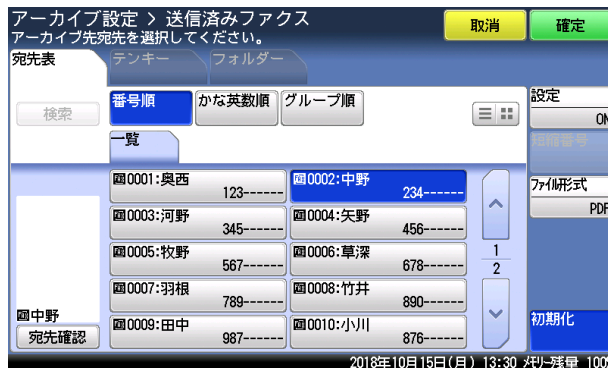 アーカイブ設定 > 送信済みファクス
アーカイブ先宛先を選択してください。
取消
確定
宛先表
テンキー
フォルダー
検索
番号順
かな英数順
グループ順
設定
ON
一覧
短縮番号
0001:奥西
123------
0002:中野
234------
ファイル形式
PDF
0003:河野
345------
0004:矢野
456------
0005:牧野
567------
0006:草深
678------
1
2
0007:羽根
789------
0008:竹井
890------
中野
0009:田中
987------
0010:小川
876------
初期化
宛先確認
2018年10月15日(月) 13:30 メモリー残量 100%